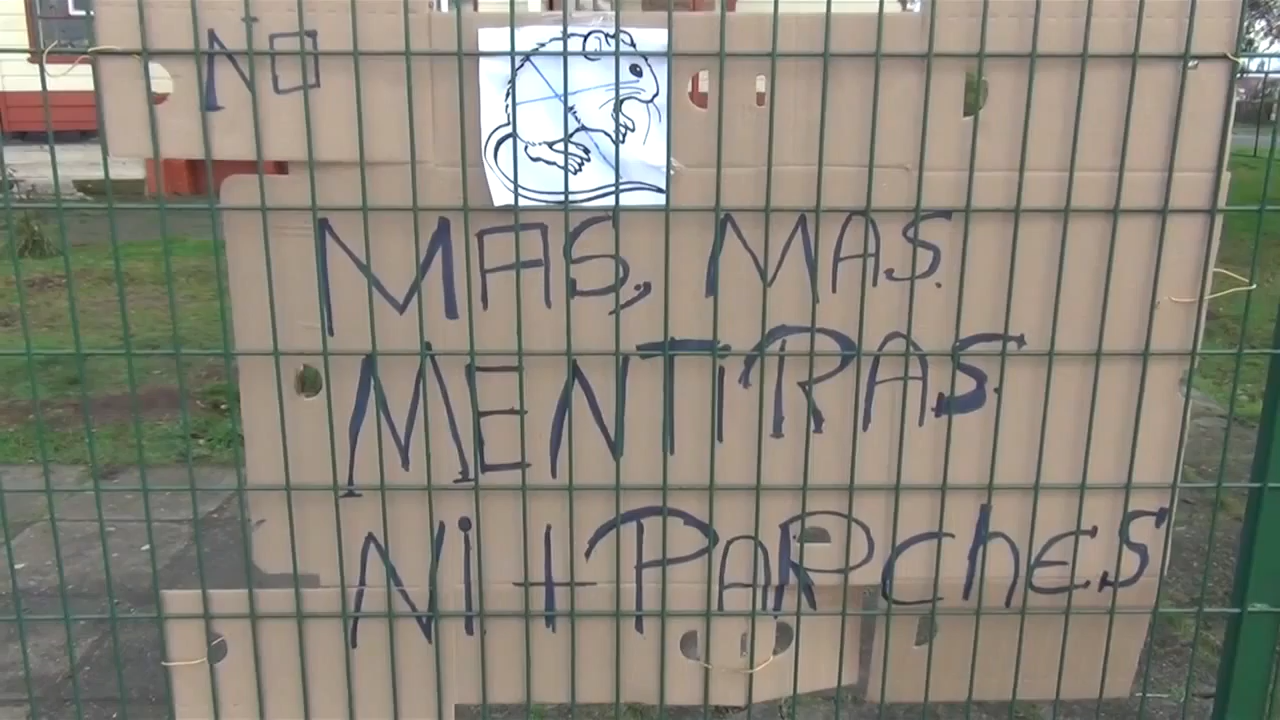 NO
MAS, MAS.
MENTiRAS.
Ni + PARChES